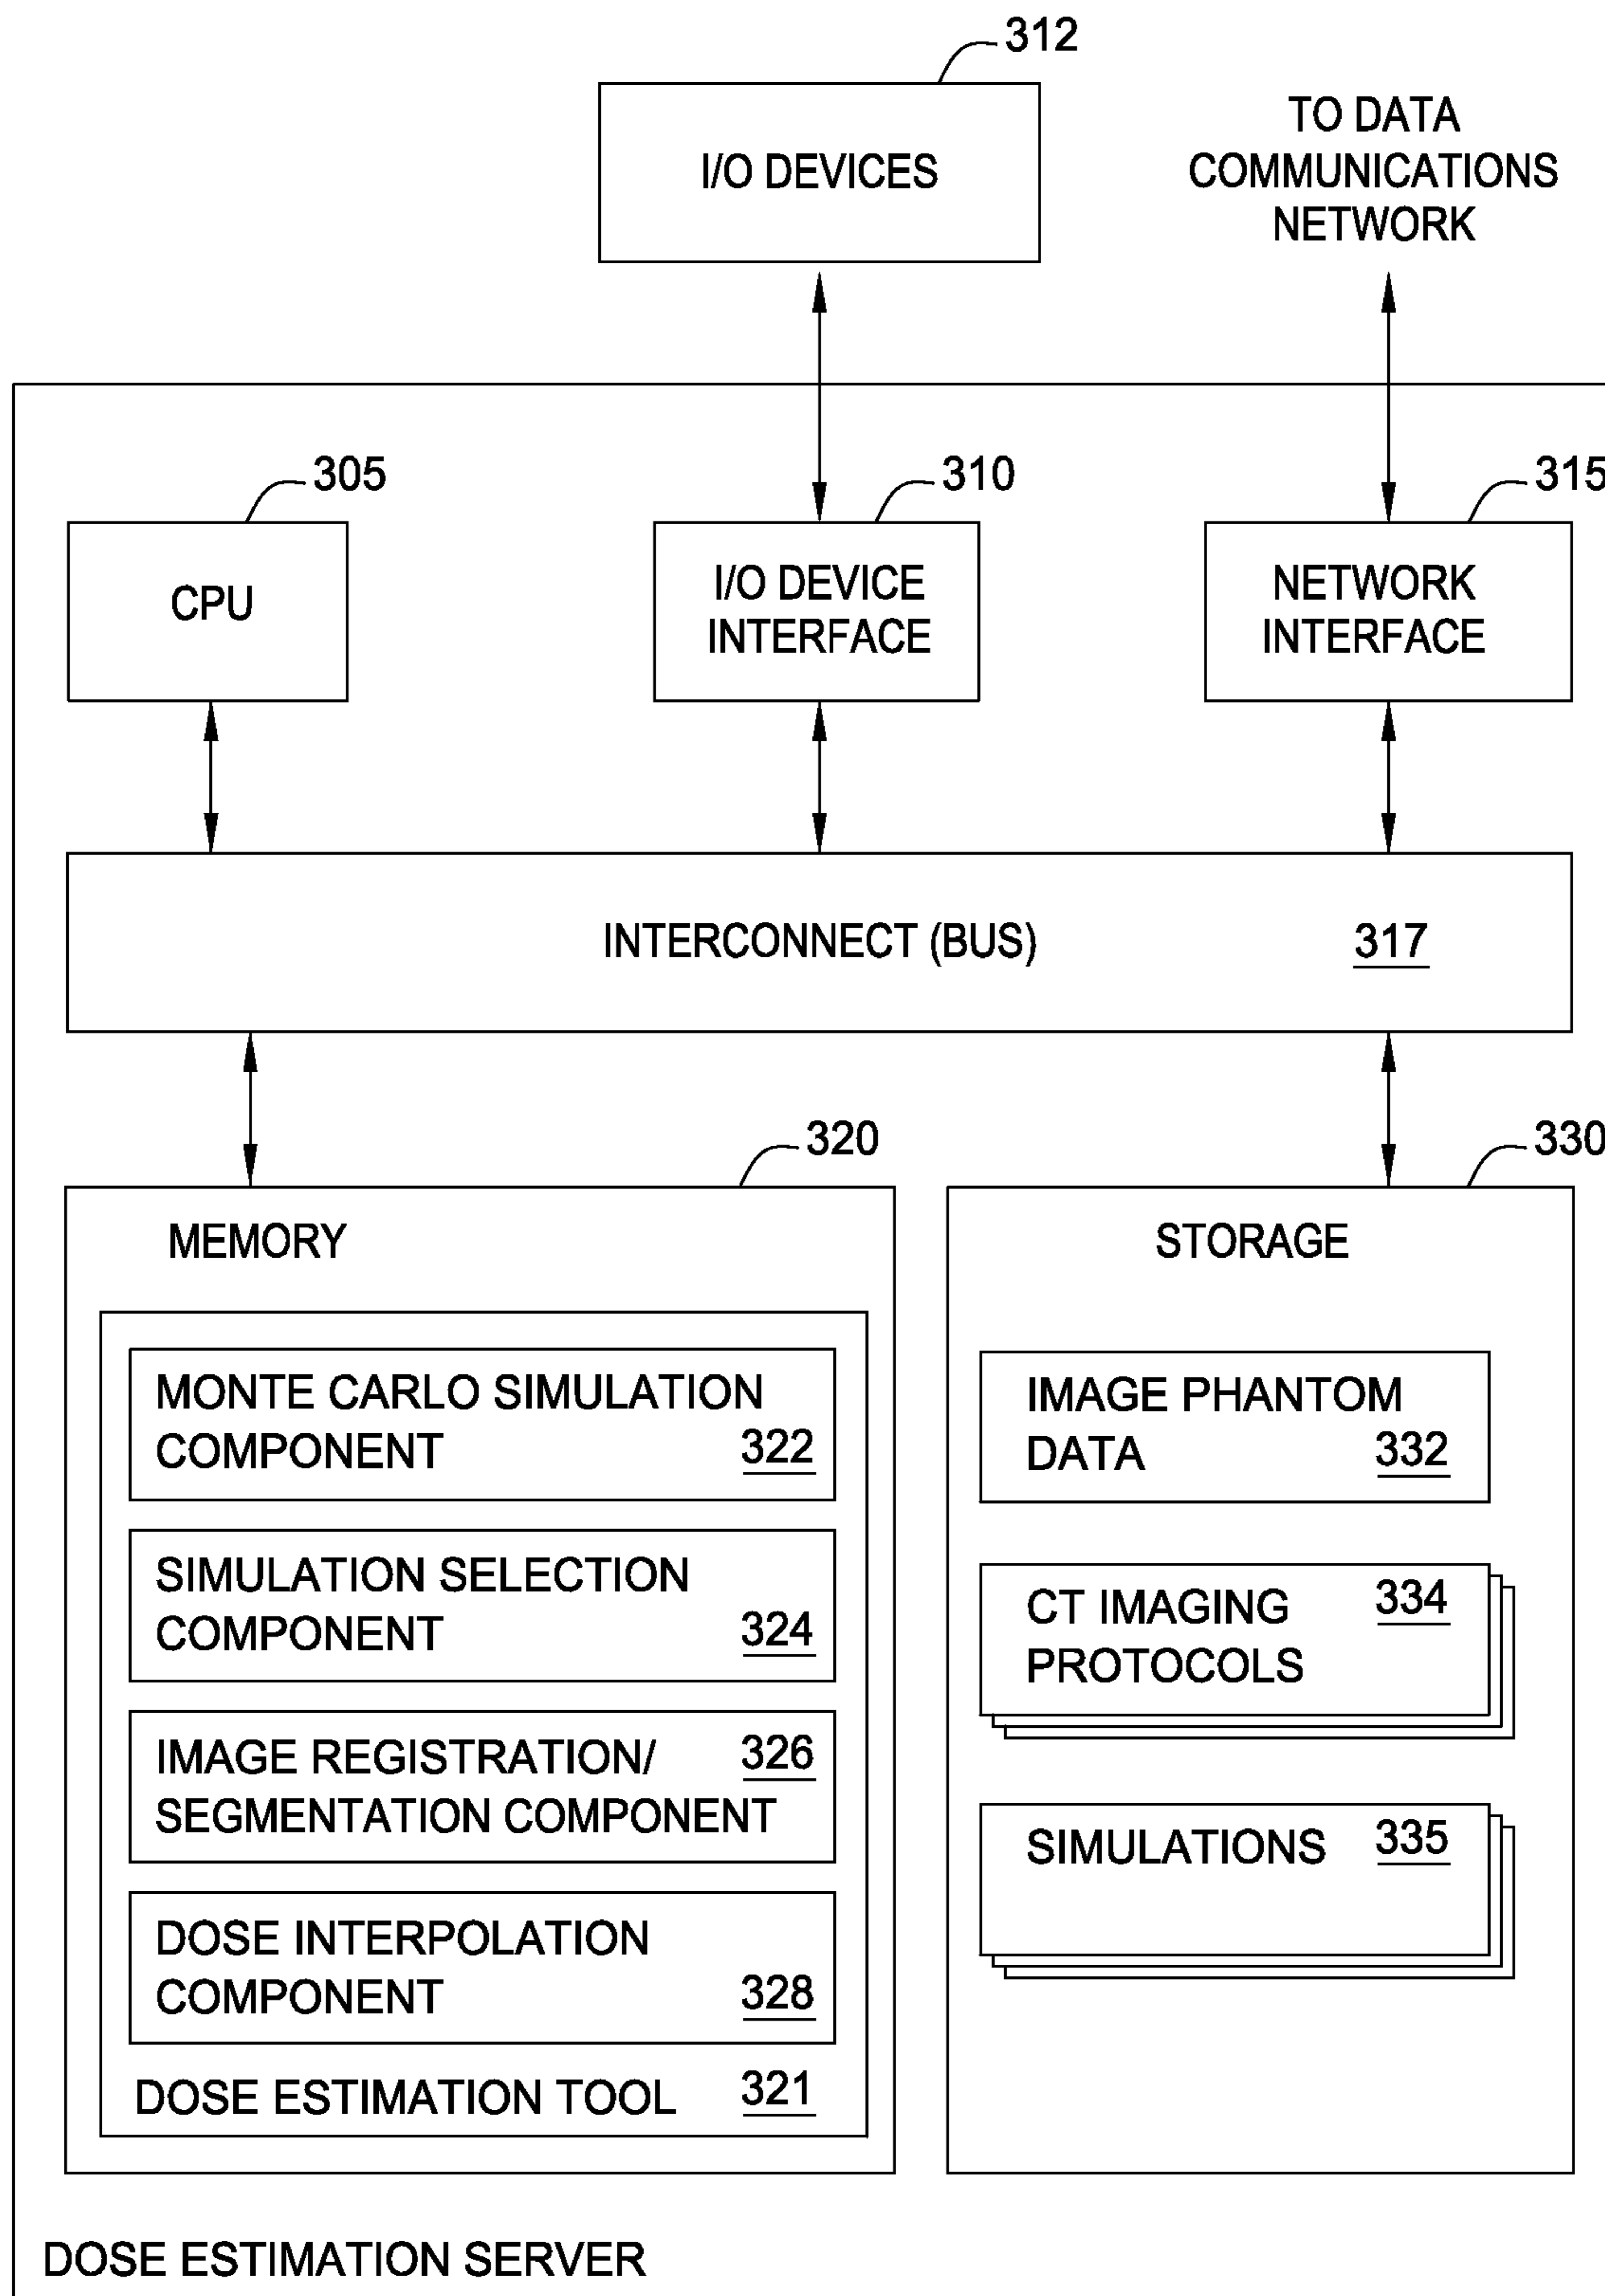 312
I/O DEVICES
TO DATA
COMMUNICATIONS
NETWORK
305
310
315
CPU
I/O DEVICE
INTERFACE
NETWORK
INTERFACE
INTERCONNECT (BUS)
317
320
330
MEMORY
MONTE CARLO SIMULATION
COMPONENT 322
SIMULATION SELECTION
COMPONENT 324
IMAGE REGISTRATION/ 326
SEGMENTATION COMPONENT
DOSE INTERPOLATION
COMPONENT 328
DOSE ESTIMATION TOOL 321
STORAGE
IMAGE PHANTOM
DATA 332
CT IMAGING 334
PROTOCOLS
SIMULATIONS 335
DOSE ESTIMATION SERVER